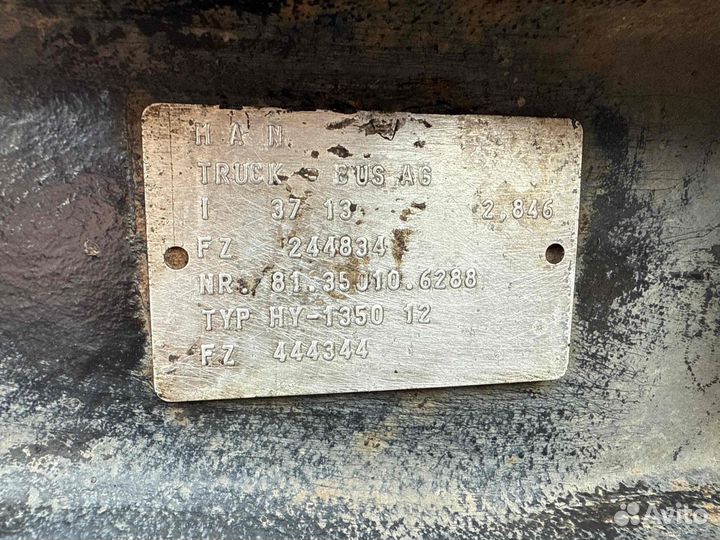 M A N
TRUCK - BUS AG
I 37 13 2,846
FZ 244834
NR. 81.35010.6288
TYP HY-1350 12
FZ 444344
Avito